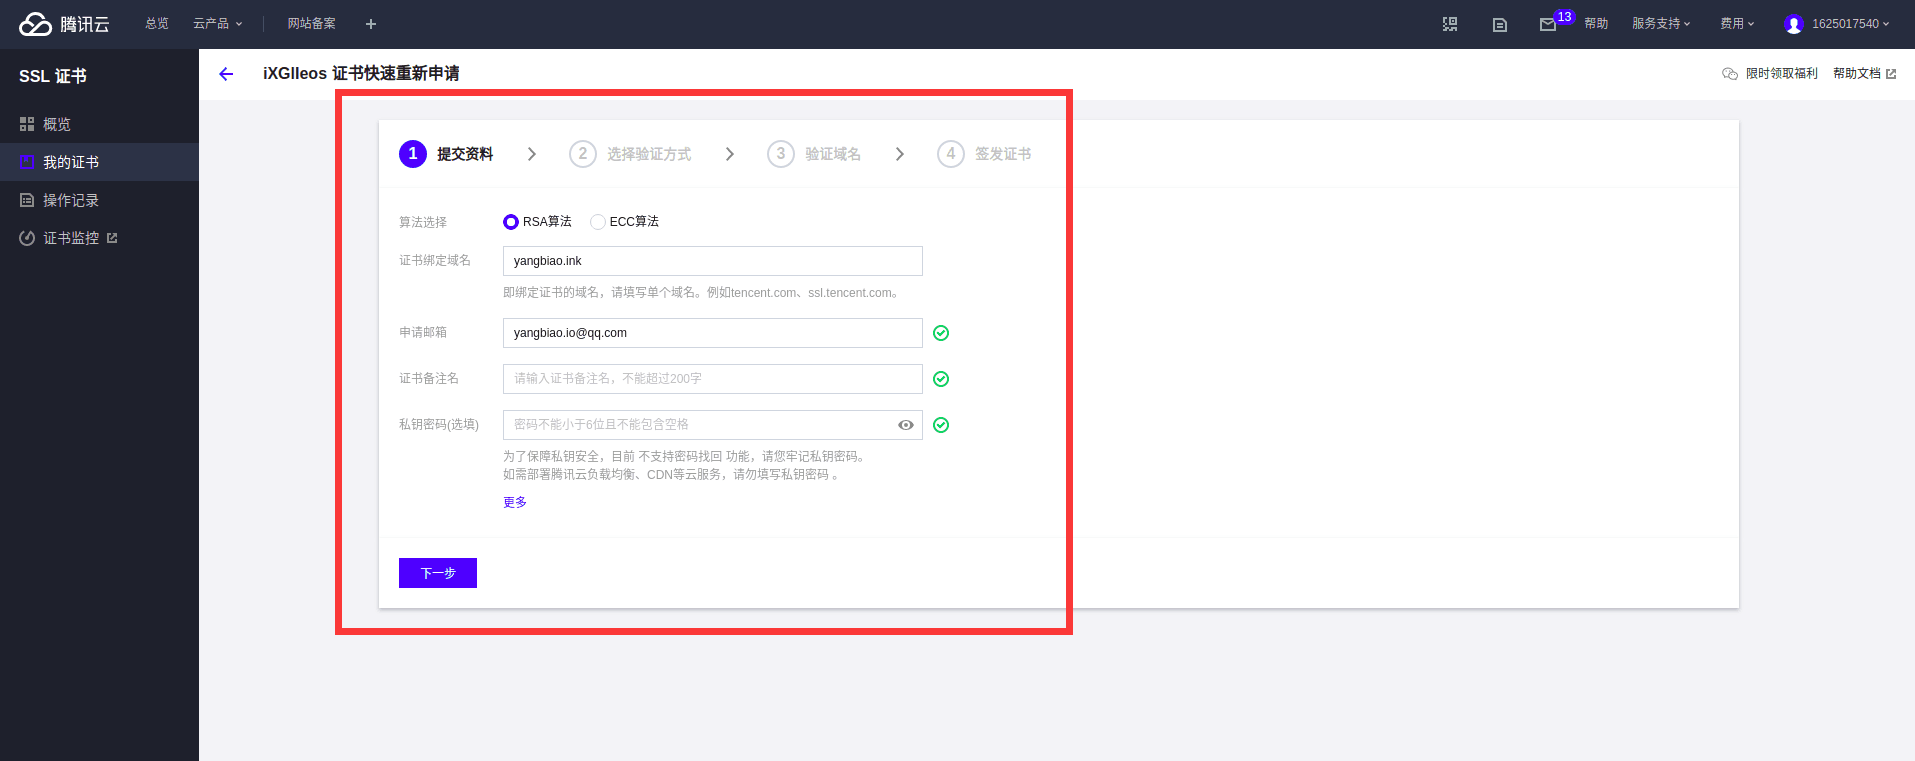 腾讯云
总览
云产品
网站备案
13
帮助
服务支持
费用
1625017540
SSL 证书
概览
我的证书
操作记录
证书监控
iXGlleos 证书快速重新申请
限时领取福利
帮助文档
1 提交资料
2 选择验证方式
3 验证域名
4 签发证书
算法选择
RSA算法
ECC算法
证书绑定域名
yangbiao.ink
即绑定证书的域名，请填写单个域名。例如tencent.com、ssl.tencent.com。
申请邮箱
yangbiao.io@qq.com
证书备注名
请输入证书备注名，不能超过200字
私钥密码(选填)
密码不能小于6位且不能包含空格
为了保障私钥安全，目前 不支持密码找回 功能，请您牢记私钥密码。
如需部署腾讯云负载均衡、CDN等云服务，请勿填写私钥密码 。
更多
下一步